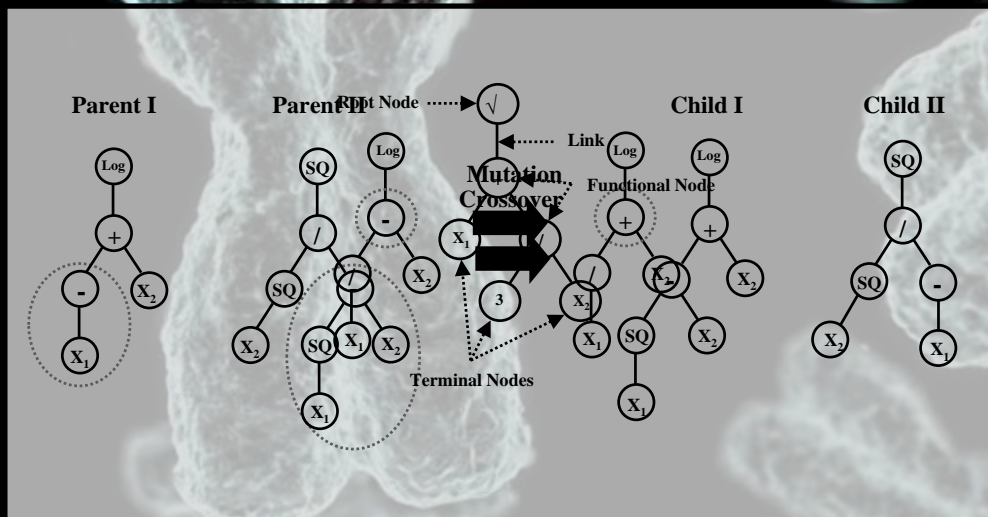 Parent I
Parent II
Root Node
Child I
Child II
Link
Functional Node
Mutation
Crossover
Terminal Nodes
Log
+
-
X1
X2
SQ
/
SQ
X2
SQ
X1
Log
-
/
X1
X2
X2
√
X1
3
X2
Log
+
/
X1
X2
Log
+
SQ
X1
X2
X2
SQ
/
SQ
X2
-
X1